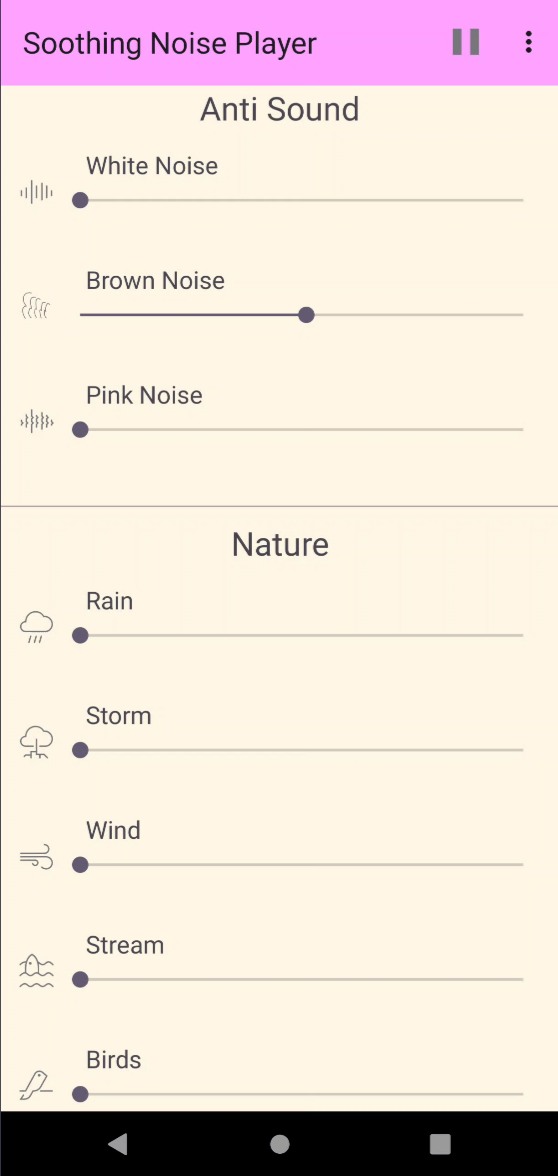 Soothing Noise Player
Anti Sound
White Noise
Brown Noise
Pink Noise
Nature
Rain
Storm
Wind
Stream
Birds